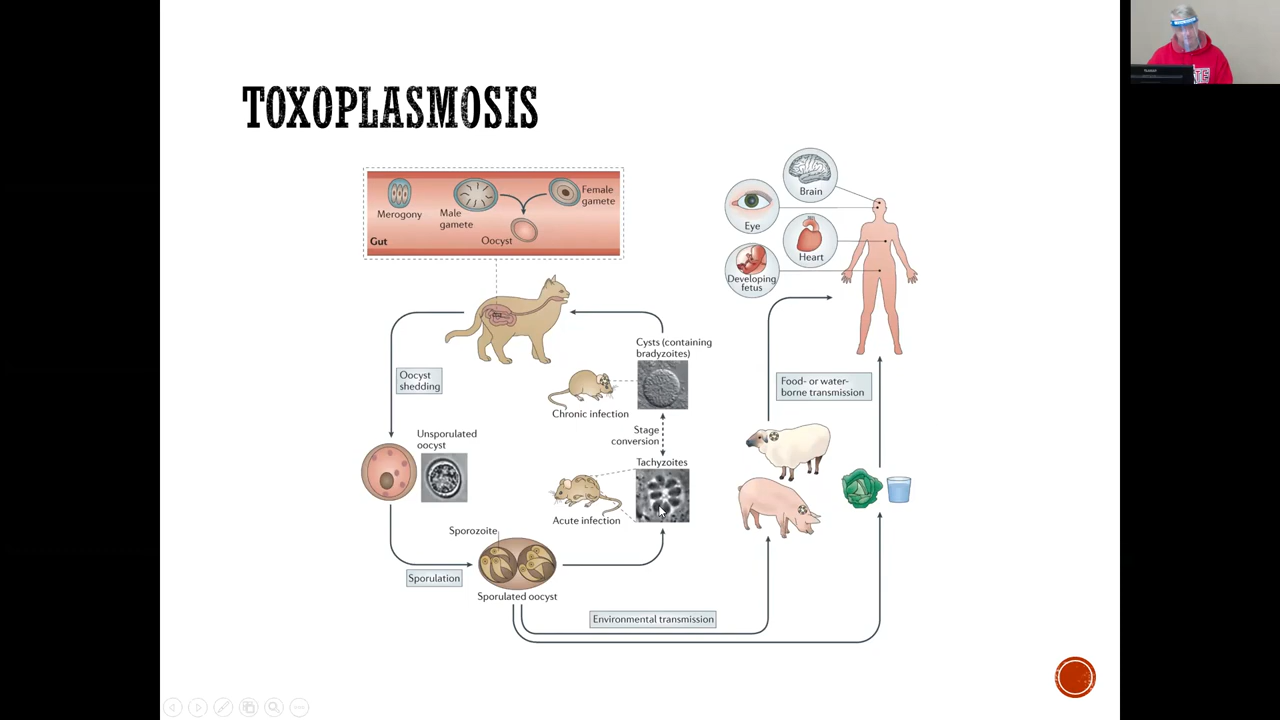 TOXOPLASMOSIS
Merogony
Male
gamete
Female
gamete
Oocyst
Gut
Brain
Eye
Heart
Developing
fetus
Cysts (containing
bradyzoites)
Oocyst
shedding
Chronic infection
Food- or water-
borne transmission
Stage
conversion
Unsporulated
oocyst
Tachyzoites
Acute infection
Sporozoite
Sporulation
Sporulated oocyst
Environmental transmission